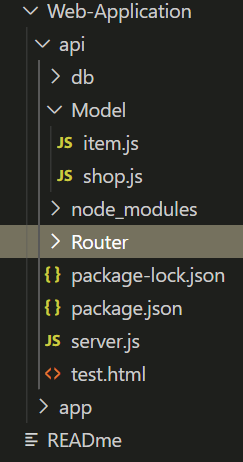 Web-Application
api
db
Model
JS item.js
JS shop.js
node_modules
Router
{} package-lock.json
{} package.json
JS server.js
<> test.html
app
READme